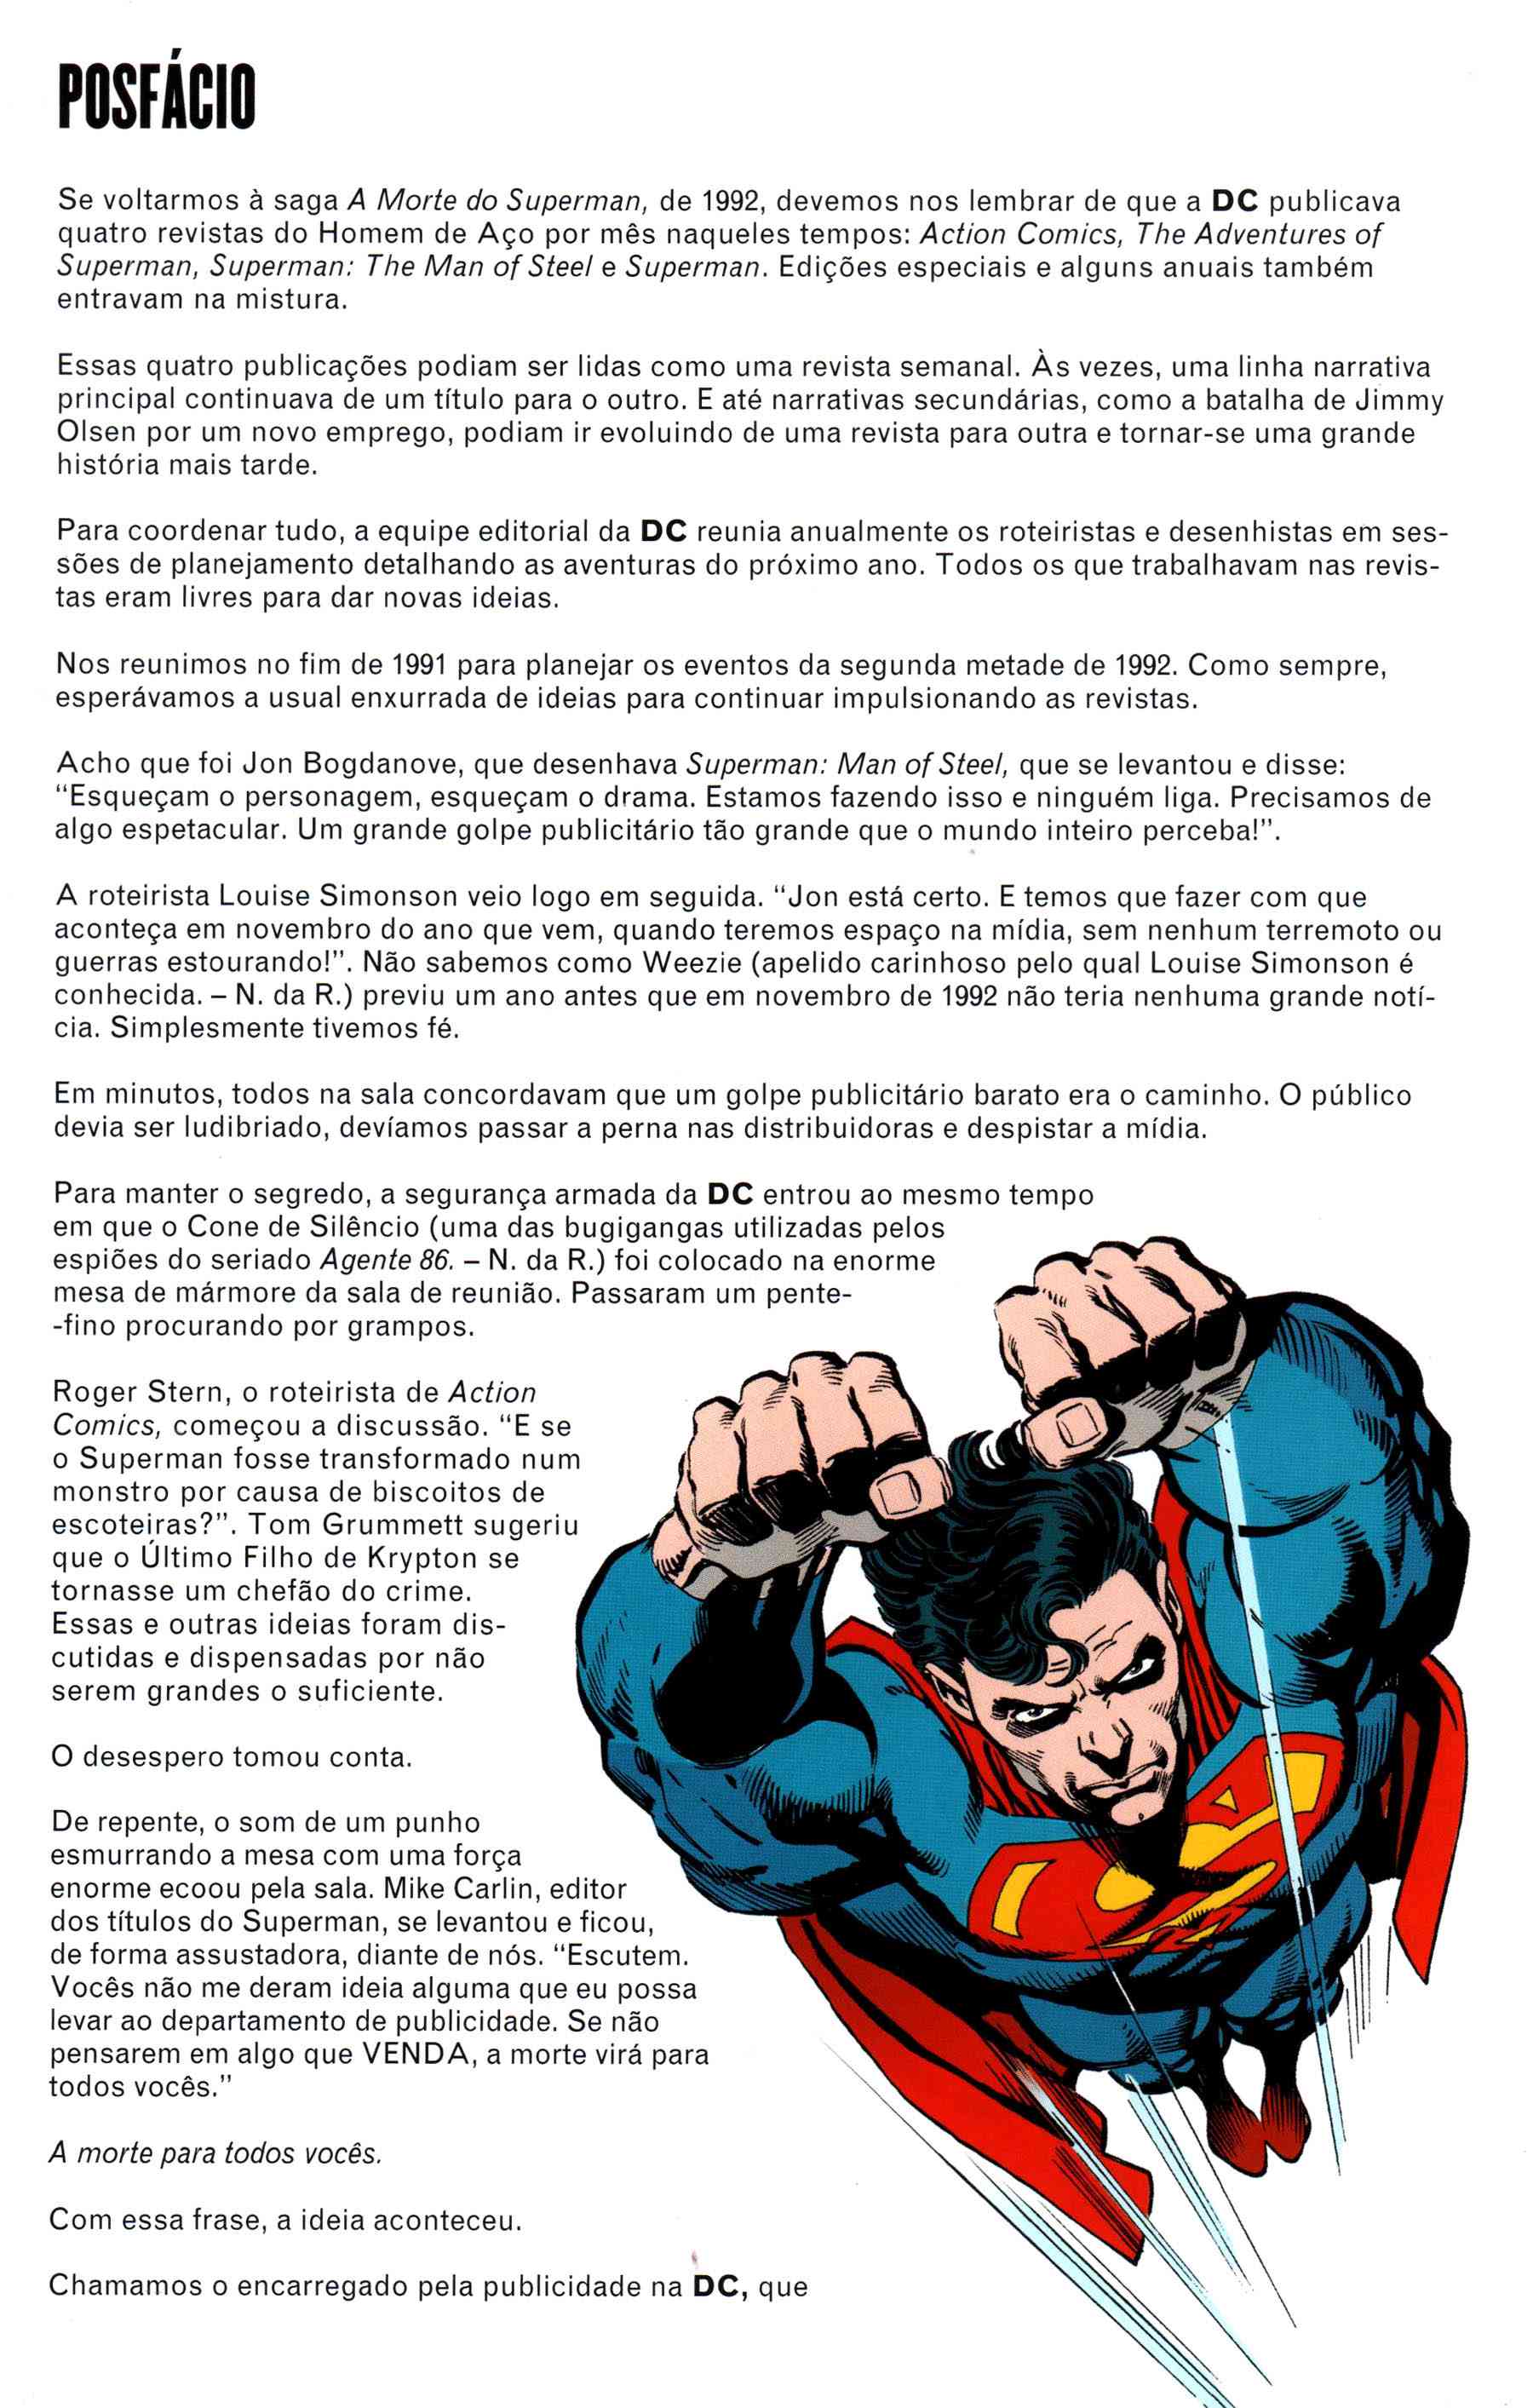 POSFÁCIO
Se voltarmos à saga A Morte do Superman, de 1992, devemos nos lembrar de que a DC publicava
quatro revistas do Homem de Aço por mês naqueles tempos: Action Comics, The Adventures of
Superman, Superman: The Man of Steel e Superman. Edições especiais e alguns anuais também
entravam na mistura.
Essas quatro publicações podiam ser lidas como uma revista semanal. Às vezes, uma linha narrativa
principal continuava de um título para o outro. E até narrativas secundárias, como a batalha de Jimmy
Olsen por um novo emprego, podiam ir evoluindo de uma revista para outra e tornar-se uma grande
história mais tarde.
Para coordenar tudo, a equipe editorial da DC reunia anualmente os roteiristas e desenhistas em ses-
sões de planejamento detalhando as aventuras do próximo ano. Todos os que trabalhavam nas revis-
tas eram livres para dar novas ideias.
Nos reunimos no fim de 1991 para planejar os eventos da segunda metade de 1992. Como sempre,
esperávamos a usual enxurrada de ideias para continuar impulsionando as revistas.
Acho que foi Jon Bogdanove, que desenhava Superman: Man of Steel, que se levantou e disse:
“Esqueçam o personagem, esqueçam o drama. Estamos fazendo isso e ninguém liga. Precisamos de
algo espetacular. Um grande golpe publicitário tão grande que o mundo inteiro perceba!”.
A roteirista Louise Simonson veio logo em seguida. “Jon está certo. E temos que fazer com que
aconteça em novembro do ano que vem, quando teremos espaço na mídia, sem nenhum terremoto ou
guerras estourando!”. Não sabemos como Weezie (apelido carinhoso pelo qual Louise Simonson é
conhecida. – N. da R.) previu um ano antes que em novembro de 1992 não teria nenhuma grande notí-
cia. Simplesmente tivemos fé.
Em minutos, todos na sala concordavam que um golpe publicitário barato era o caminho. O público
devia ser ludibriado, devíamos passar a perna nas distribuidoras e despistar a mídia.
Para manter o segredo, a segurança armada da DC entrou ao mesmo tempo
em que o Cone de Silêncio (uma das bugigangas utilizadas pelos
espiões do seriado Agente 86. – N. da R.) foi colocado na enorme
mesa de mármore da sala de reunião. Passaram um pente-
-fino procurando por grampos.
Roger Stern, o roteirista de Action
Comics, começou a discussão. “E se
o Superman fosse transformado num
monstro por causa de biscoitos de
escoteiras?”. Tom Grummett sugeriu
que o Último Filho de Krypton se
tornasse um chefão do crime.
Essas e outras ideias foram dis-
cutidas e dispensadas por não
serem grandes o suficiente.
O desespero tomou conta.
De repente, o som de um punho
esmurrando a mesa com uma força
enorme ecoou pela sala. Mike Carlin, editor
dos títulos do Superman, se levantou e ficou,
de forma assustadora, diante de nós. “Escutem.
Vocês não me deram ideia alguma que eu possa
levar ao departamento de publicidade. Se não
pensarem em algo que VENDA, a morte virá para
todos vocês.”
A morte para todos vocês.
Com essa frase, a ideia aconteceu.
Chamamos o encarregado pela publicidade na DC, que